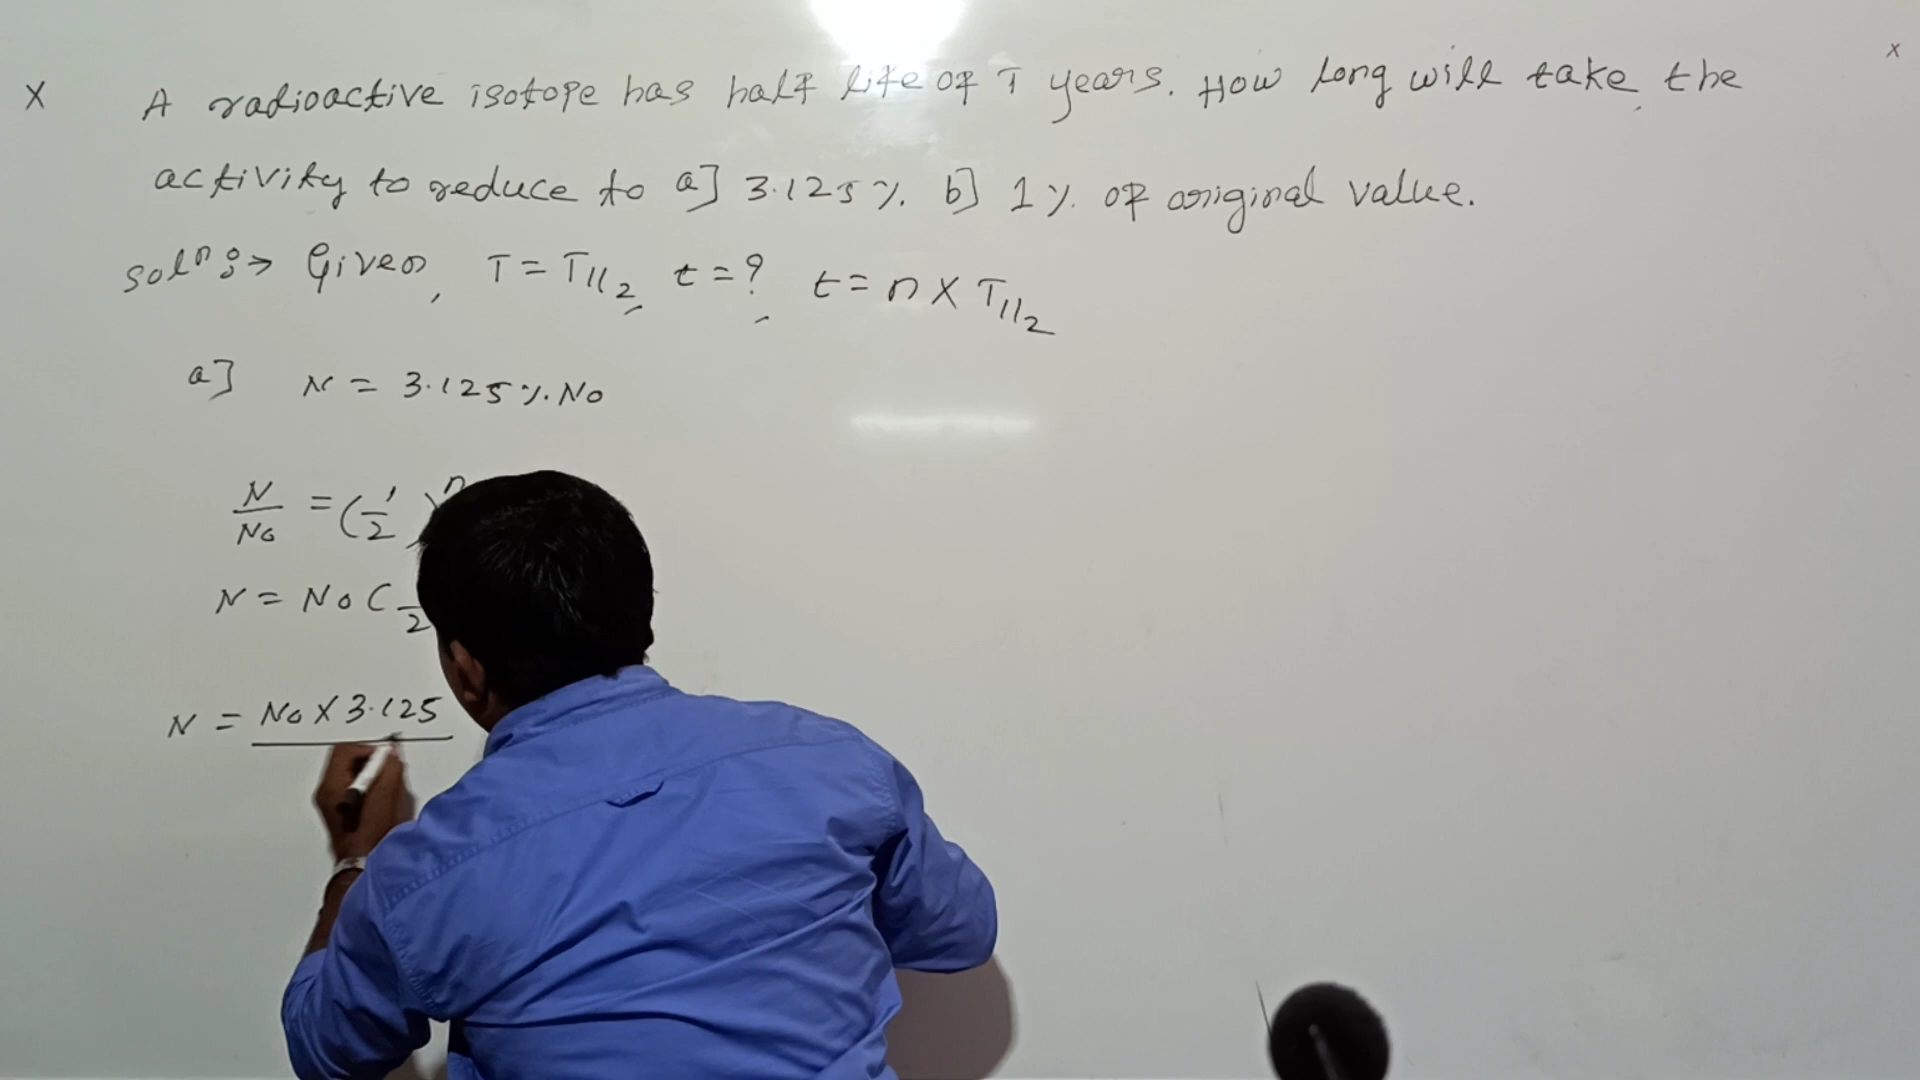 X A radioactive isotope has half life of T years. How long will take the x
activity to reduce to a] 3.125%. b] 1%. of original value.
Solⁿ:→ Given, T = T1/2, t = ?, t = n X T1/2
a] N = 3.125%. No
N/No = (1/2)ⁿ
N = No ( /2
N = No X 3.125